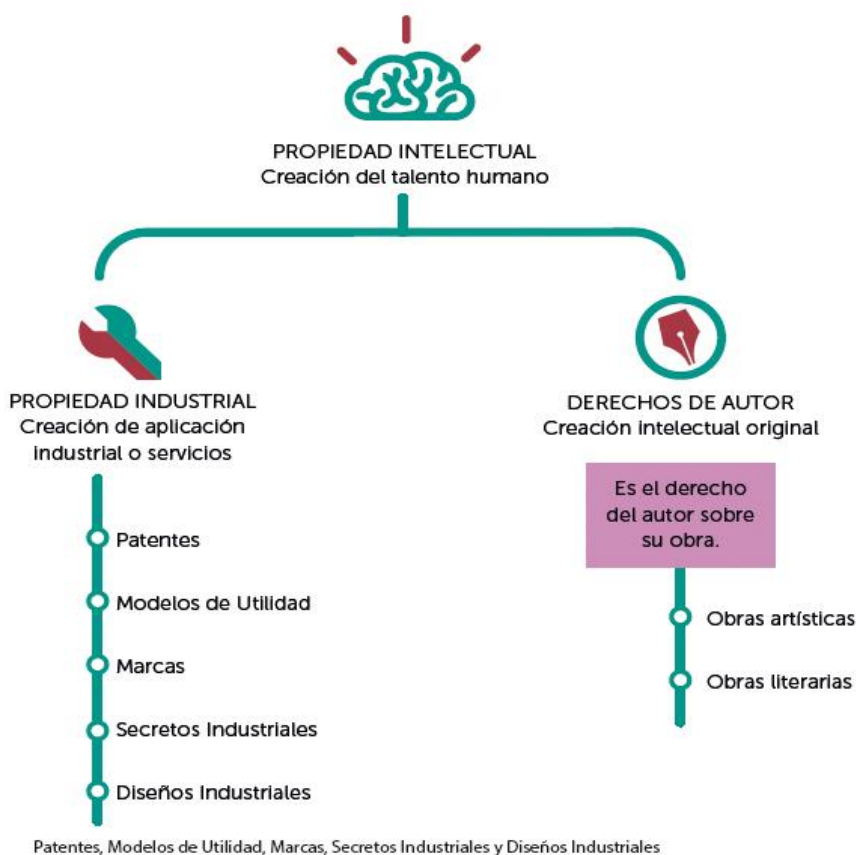 PROPIEDAD INTELECTUAL
Creación del talento humano
PROPIEDAD INDUSTRIAL
Creación de aplicación
industrial o servicios
Patentes
Modelos de Utilidad
Marcas
Secretos Industriales
Diseños Industriales
DERECHOS DE AUTOR
Creación intelectual original
Es el derecho
del autor sobre
su obra.
Obras artísticas
Obras literarias
Patentes, Modelos de Utilidad, Marcas, Secretos Industriales y Diseños Industriales